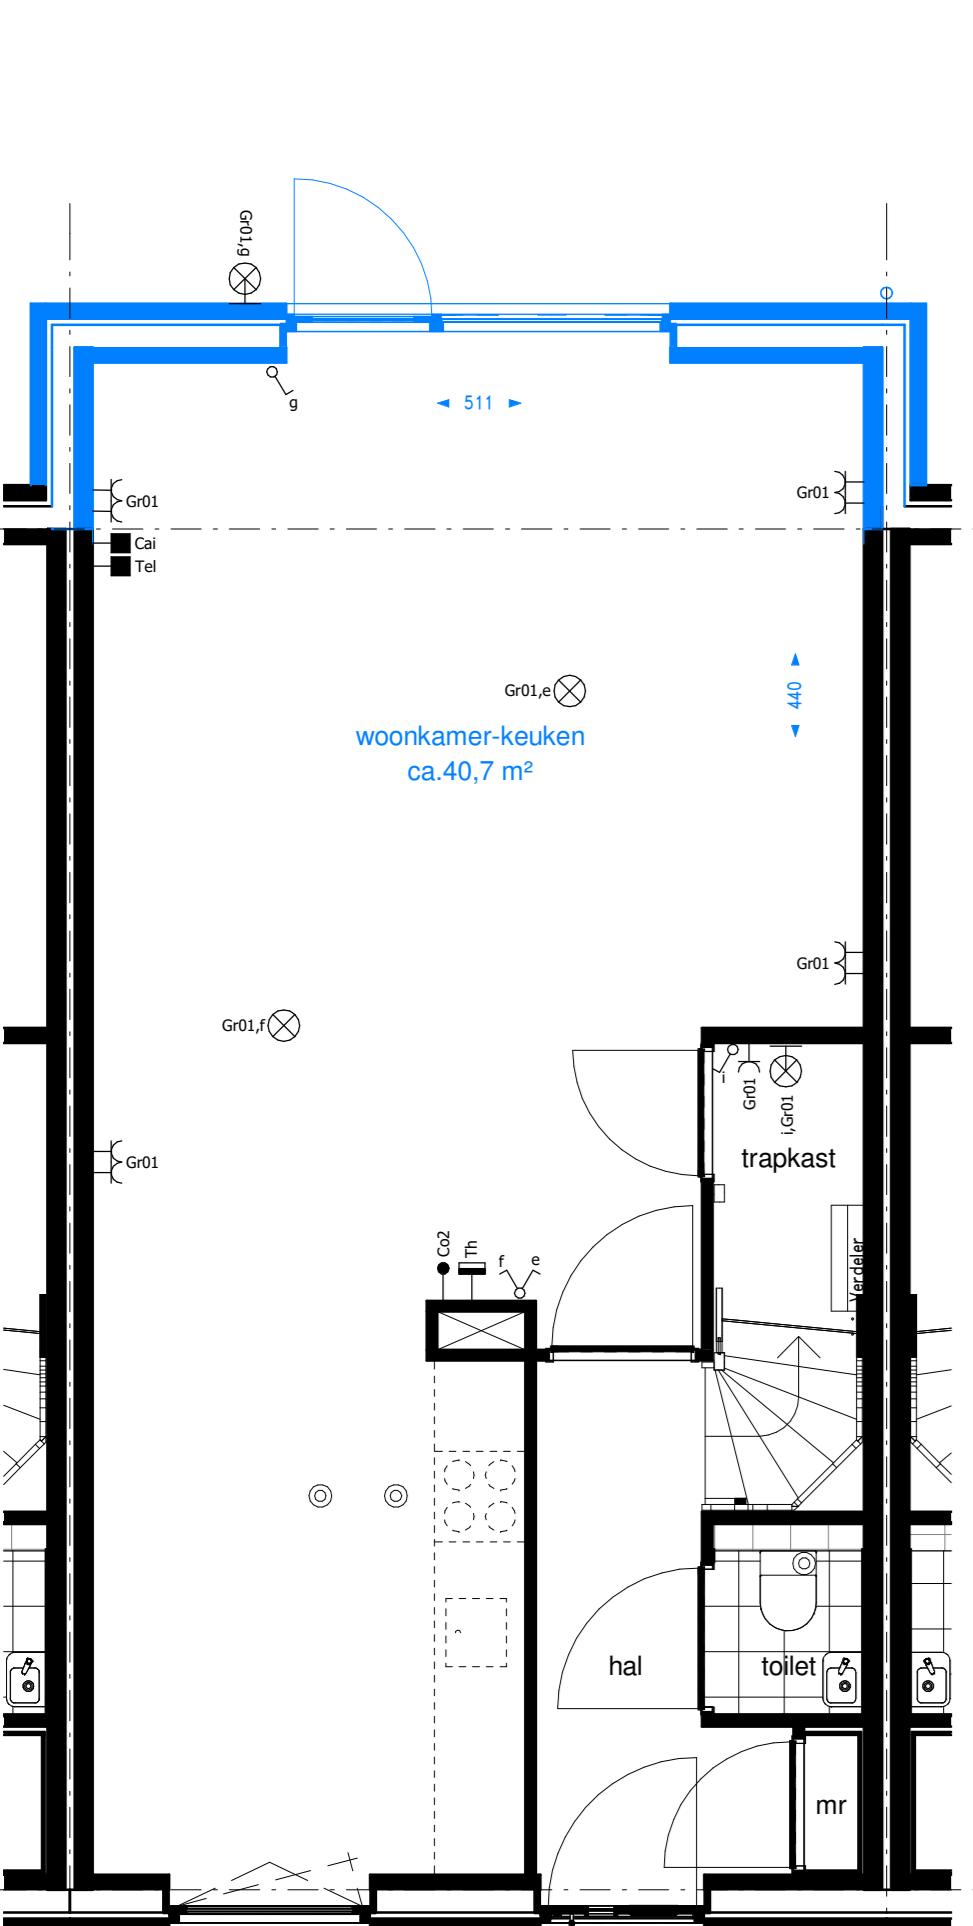 Gr01,g
g
511
Gr01
Gr01
Cai
Tel
440
Gr01,e
woonkamer-keuken
ca.40,7 m²
Gr01
Gr01,f
i
Gr01
i,Gr01
trapkast
Gr01
Verdeler
Co2
Th
f
e
hal
toilet
mr